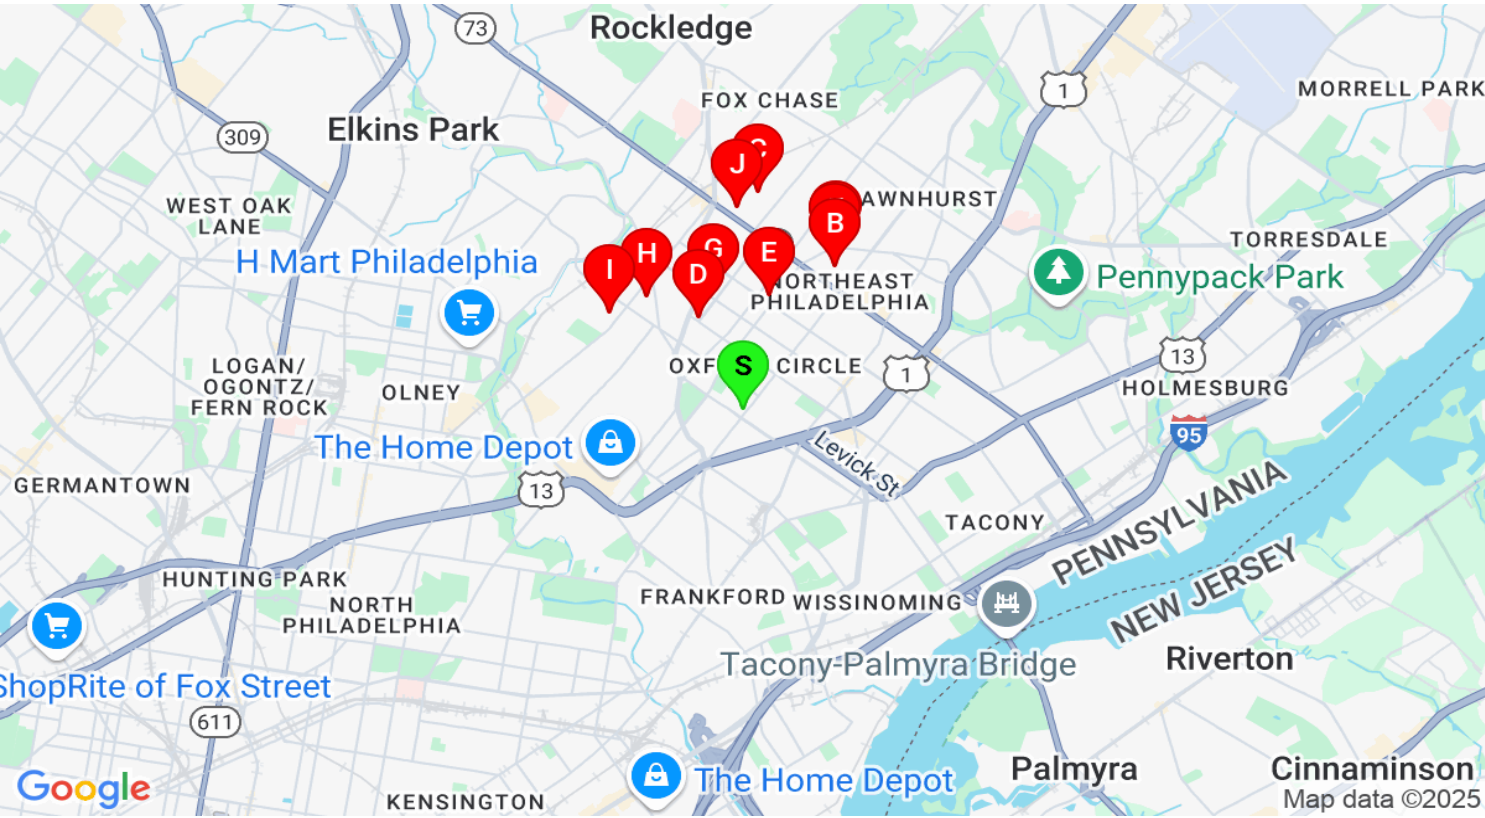 Rockledge
73
FOX CHASE
1
MORRELL PARK
309
Elkins Park
J
C
WEST OAK
LANE
AWNHURST
B
TORRESDALE
H Mart Philadelphia
I
H
G
D
E
NORTHEAST
PHILADELPHIA
Pennypack Park
LOGAN/
OGONTZ/
FERN ROCK
OLNEY
OXF
S
CIRCLE
1
13
HOLMESBURG
The Home Depot
Levick St
95
GERMANTOWN
13
TACONY
PENNSYLVANIA
NEW JERSEY
HUNTING PARK
NORTH
PHILADELPHIA
FRANKFORD
WISSINOMING
Tacony-Palmyra Bridge
Riverton
ShopRite of Fox Street
611
The Home Depot
Palmyra
Cinnaminson
Google
KENSINGTON
Map data ©2025